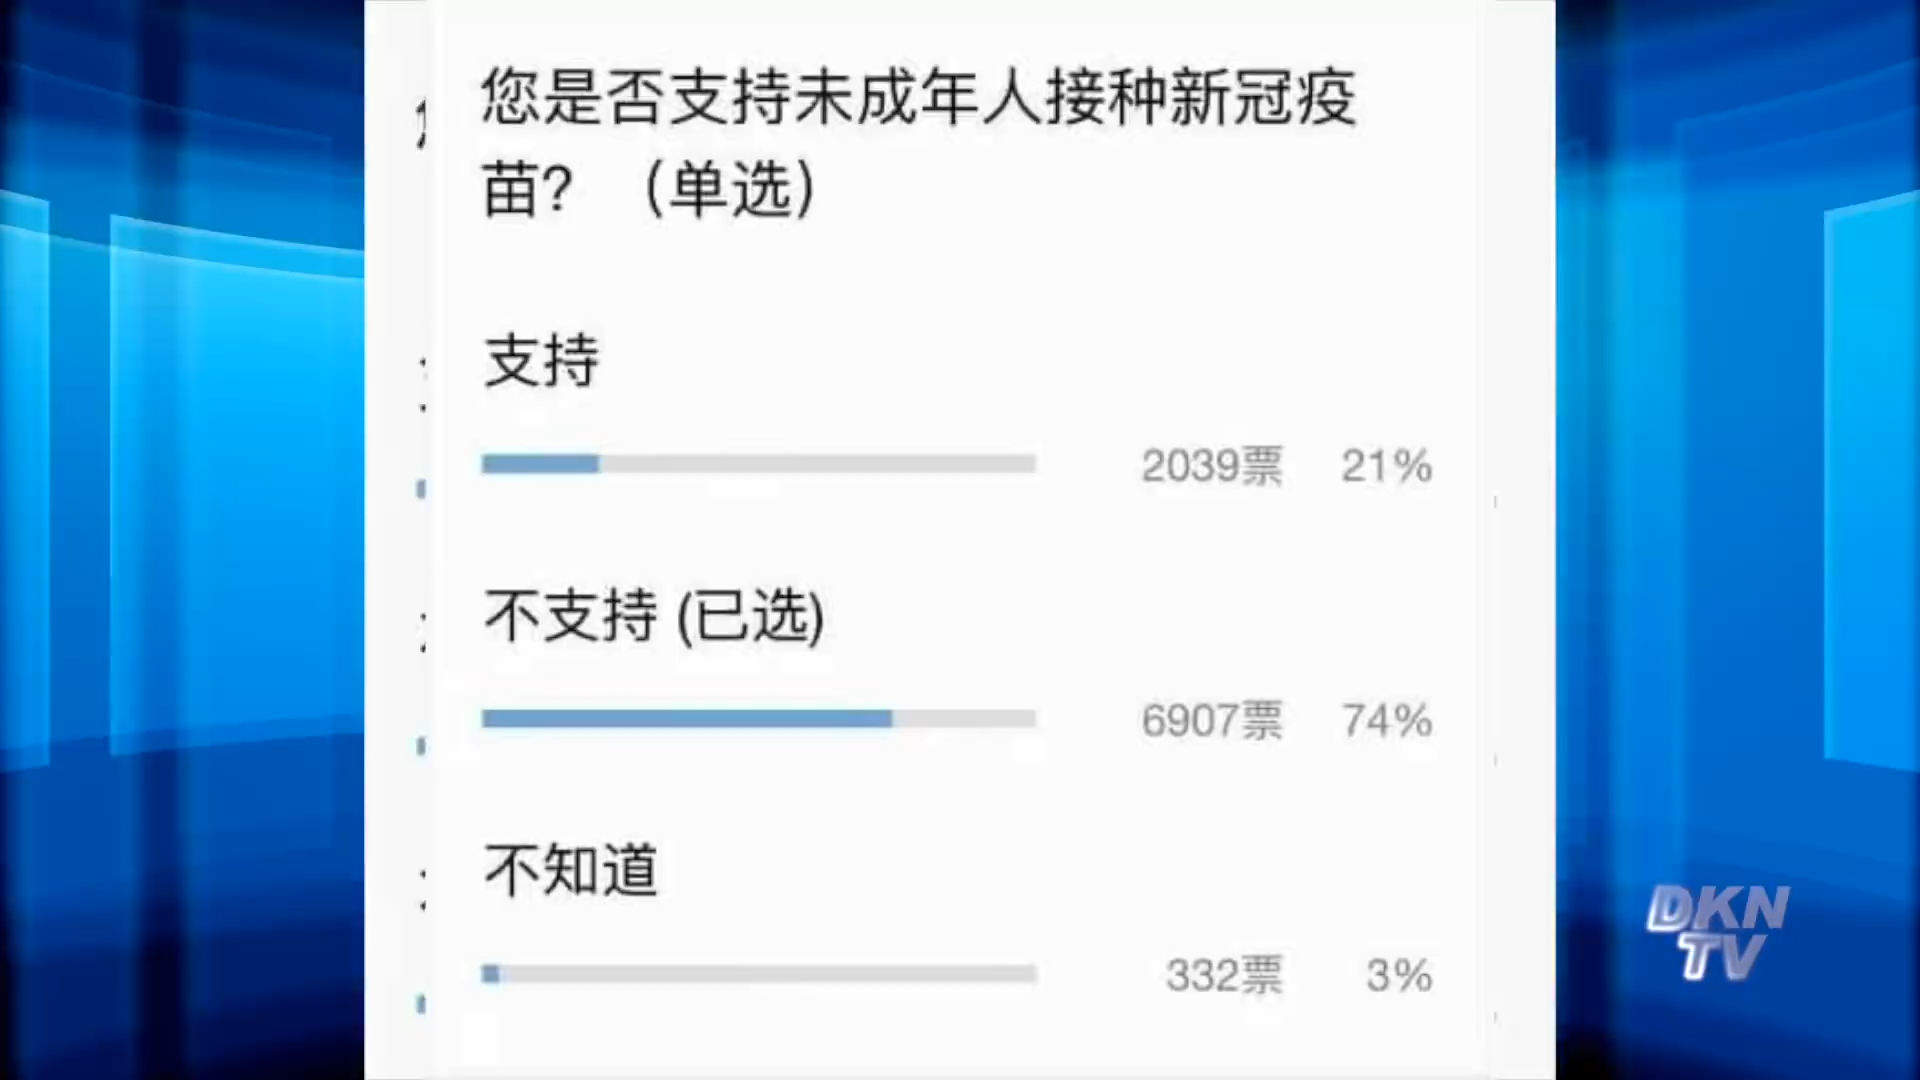 您是否支持未成年人接种新冠疫
苗？（单选）
支持
2039票 21%
不支持 (已选)
6907票 74%
不知道
332票 3%
DKN
TV